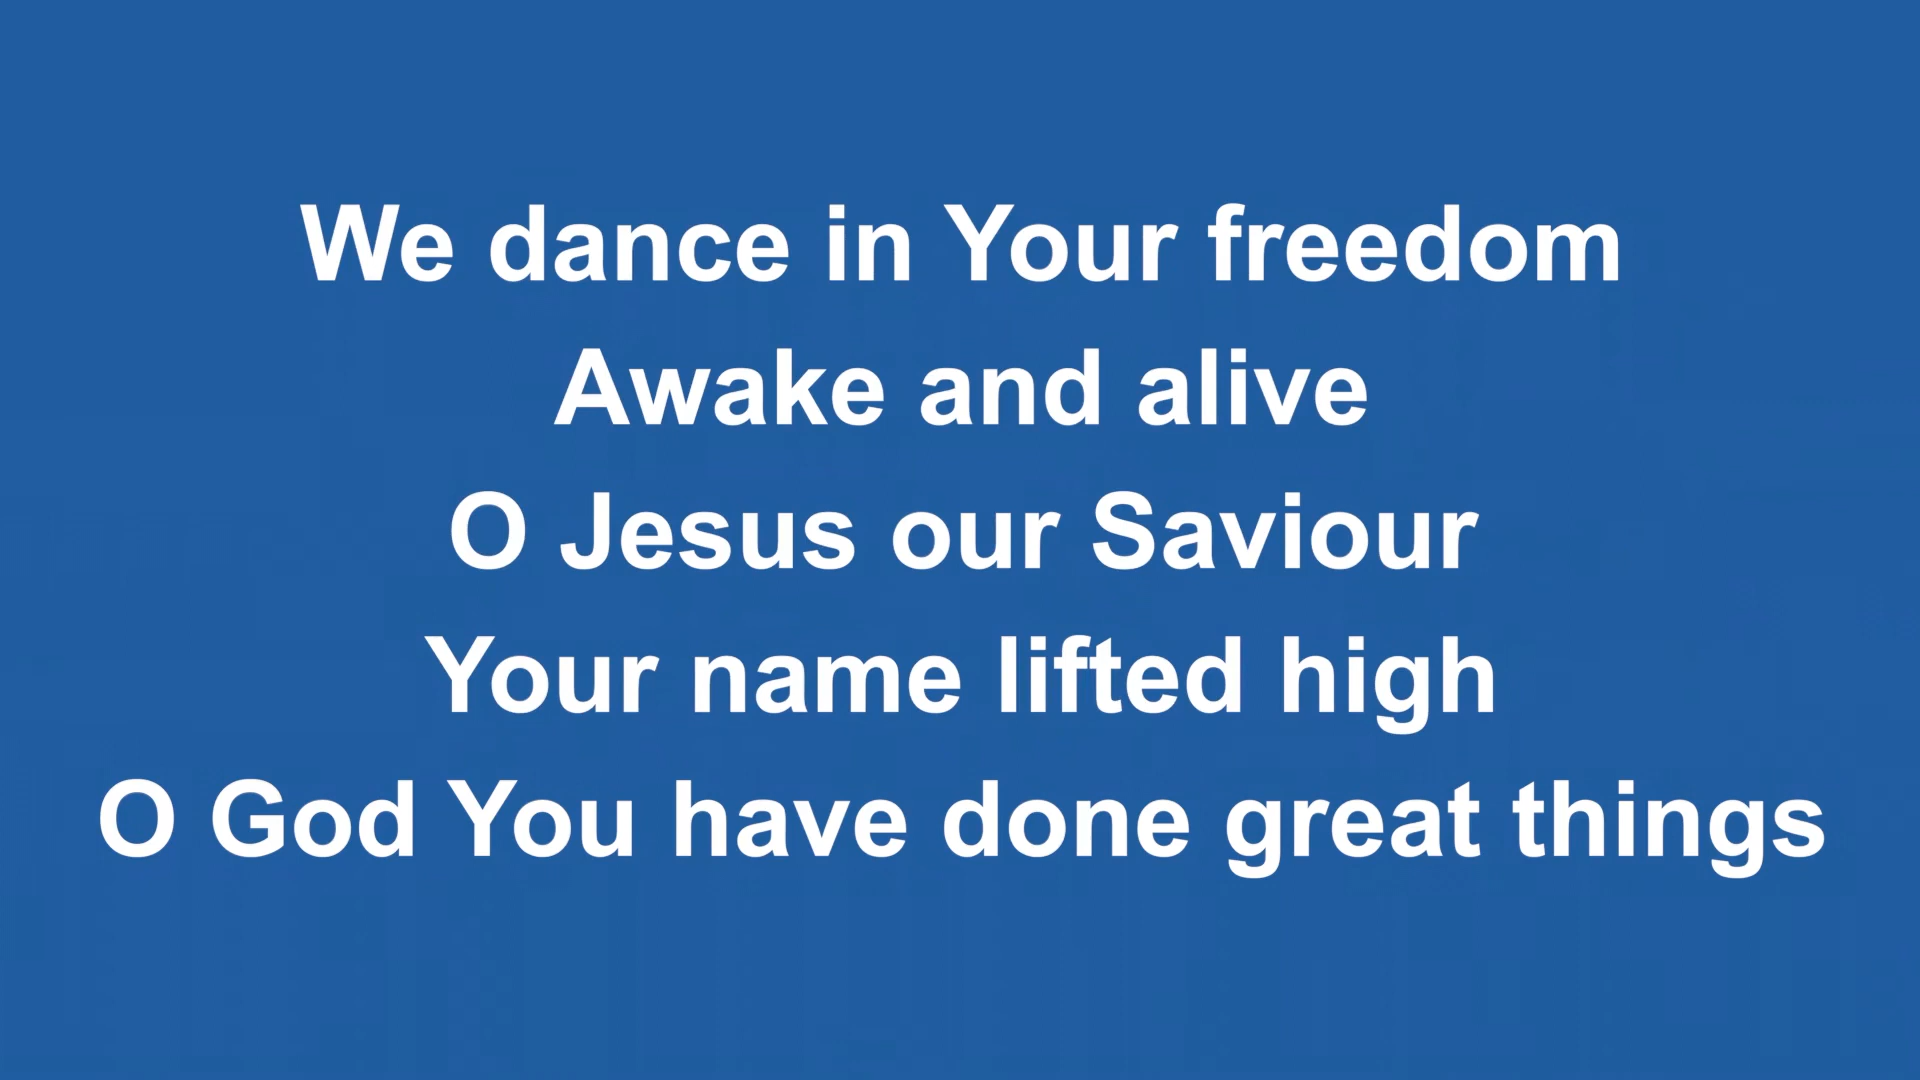 We dance in Your freedom
Awake and alive
O Jesus our Saviour
Your name lifted high
O God You have done great things